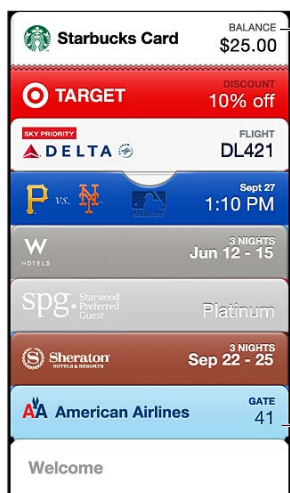 Starbucks Card
BALANCE
$25.00
TARGET
DISCOUNT
10% off
SKY PRIORITY
DELTA
FLIGHT
DL421
P vs. NY
Sept 27
1:10 PM
W
HOTELS
3 NIGHTS
Jun 12 - 15
spg.
Starwood
Preferred
Guest
Platinum
S Sheraton
HOTELS & RESORTS
3 NIGHTS
Sep 22 - 25
AA American Airlines
GATE
41
Welcome